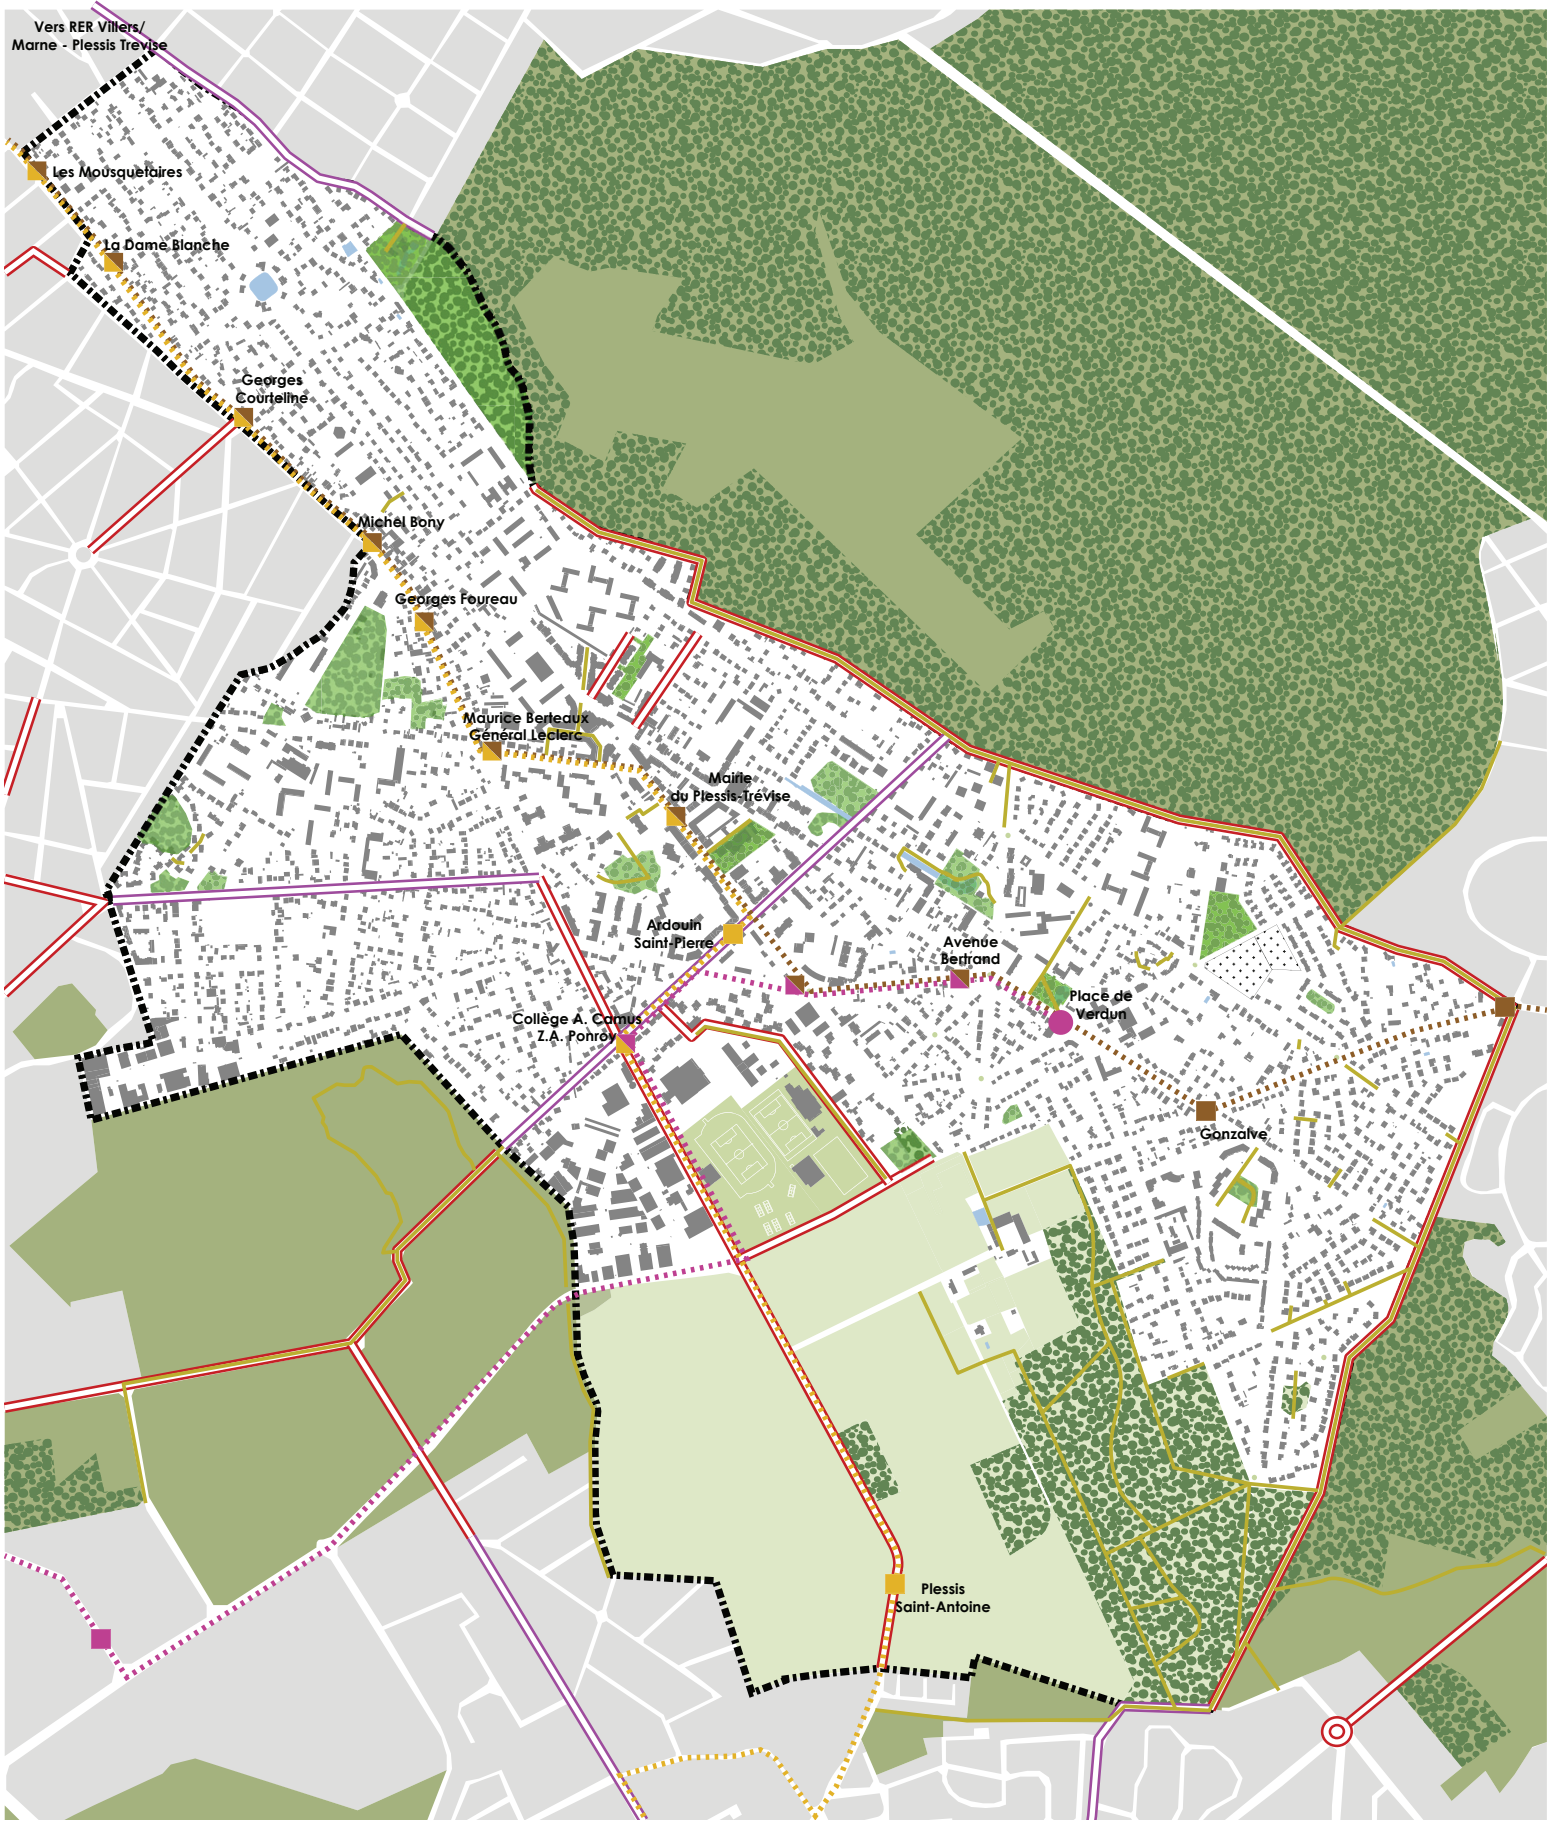 Vers RER Villers/
Marne - Plessis Trevise
Les Mousquetaires
La Dame Blanche
Georges
Courteline
Michel Bony
Georges Foureau
Maurice Berteaux
Général Leclerc
Mairie
du Plessis-Trévise
Ardouin
Saint-Pierre
Avenue
Bertrand
Place de
Verdun
Collège A. Camus
Z.A. Ponroy
Gonzalve
Plessis
Saint-Antoine